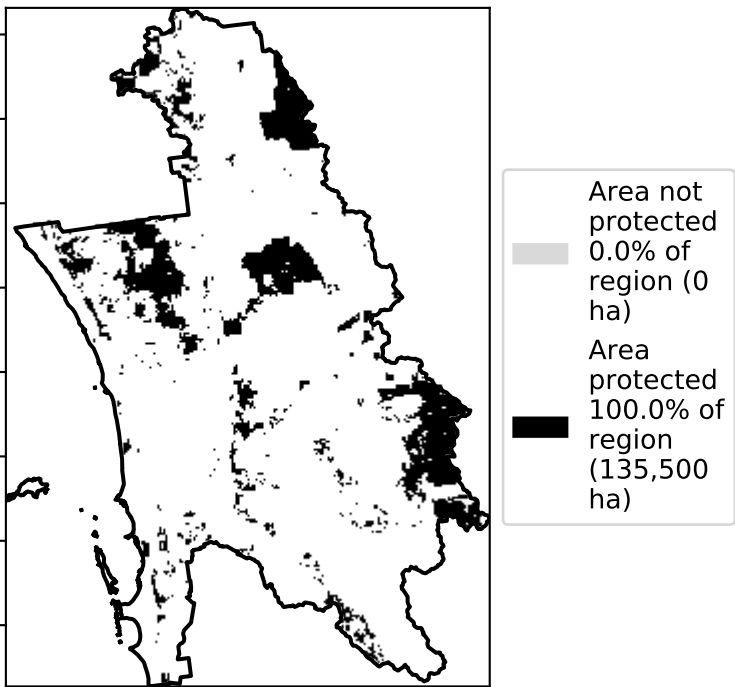 Area not
protected
0.0% of
region (0
ha)
Area
protected
100.0% of
region
(135,500
ha)